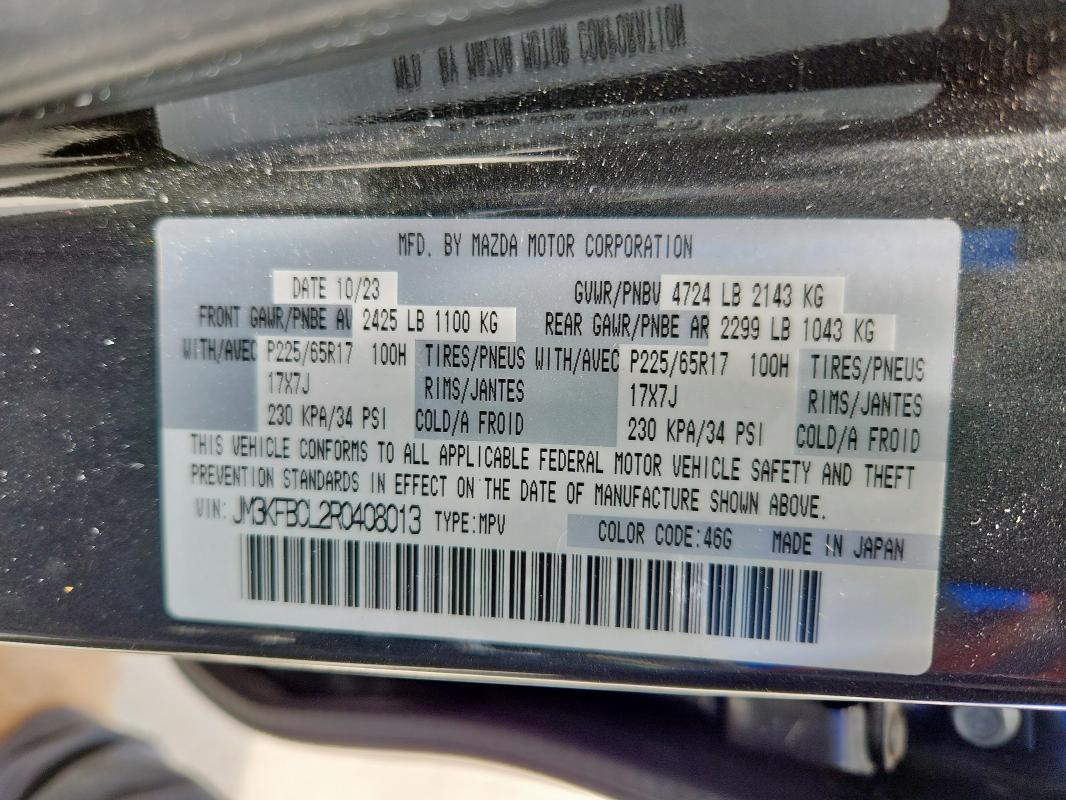 MFD. BY MAZDA MOTOR CORPORATION
DATE 10/23 GVWR/PNBV 4724 LB 2143 KG
FRONT GAWR/PNBE AV 2425 LB 1100 KG REAR GAWR/PNBE AR 2299 LB 1043 KG
WITH/AVEC P225/65R17 100H TIRES/PNEUS WITH/AVEC P225/65R17 100H TIRES/PNEUS
17X7J RIMS/JANTES 17X7J RIMS/JANTES
230 KPA/34 PSI COLD/A FROID 230 KPA/34 PSI COLD/A FROID
THIS VEHICLE CONFORMS TO ALL APPLICABLE FEDERAL MOTOR VEHICLE SAFETY AND THEFT
PREVENTION STANDARDS IN EFFECT ON THE DATE OF MANUFACTURE SHOWN ABOVE.
VIN: JM3KFBCL2R0408013 TYPE:MPV COLOR CODE:46G MADE IN JAPAN